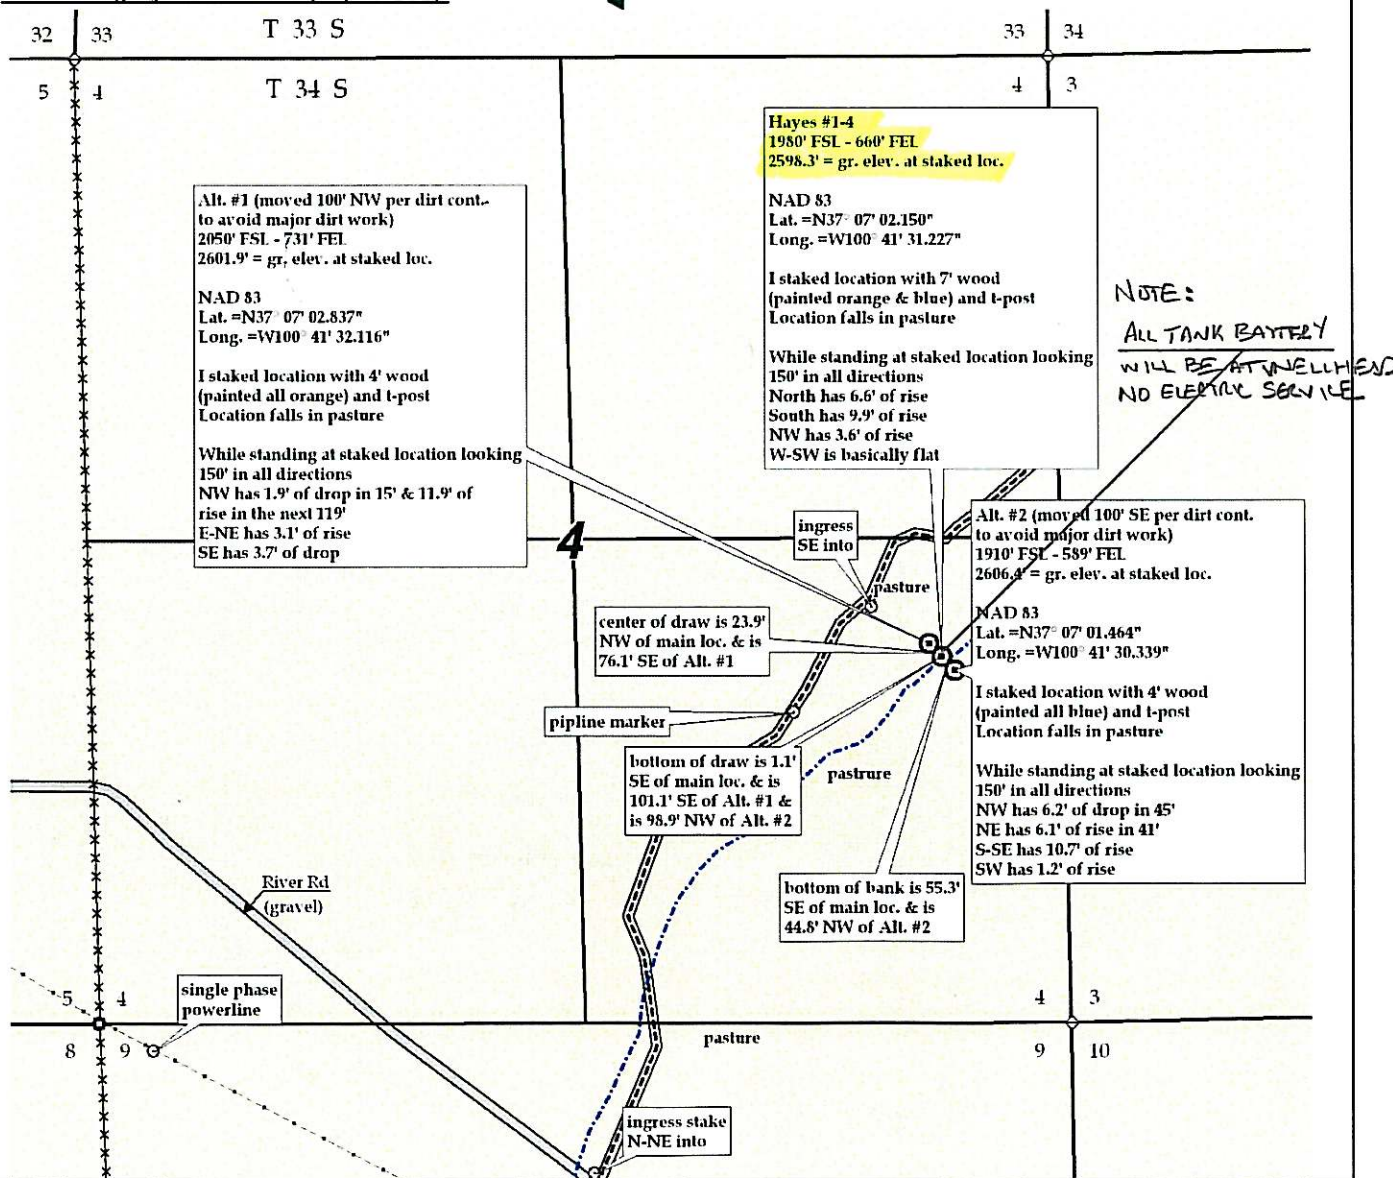 T 33 S
32 33
33 34
T 34 S
5 4
4 3
Hayes #1-4
1980' FSL - 660' FEL
2598.3' = gr. elev. at staked loc.
NAD 83
Lat. =N37° 07' 02.150"
Long. =W100° 41' 31.227"
I staked location with 7' wood
(painted orange & blue) and t-post
Location falls in pasture
While standing at staked location looking
150' in all directions
North has 6.6' of rise
South has 9.9' of rise
NW has 3.6' of rise
W-SW is basically flat
Alt. #1 (moved 100' NW per dirt cont.
to avoid major dirt work)
2050' FSL - 731' FEL
2601.9' = gr. elev. at staked loc.
NAD 83
Lat. =N37° 07' 02.837"
Long. =W100° 41' 32.116"
I staked location with 4' wood
(painted all orange) and t-post
Location falls in pasture
While standing at staked location looking
150' in all directions
NW has 1.9' of drop in 15' & 11.9' of
rise in the next 119'
E-NE has 3.1' of rise
SE has 3.7' of drop
NOTE:
ALL TANK BATTERY
WILL BE AT WELLHEAD
NO ELECTRIC SERVICE
4
ingress
SE into
pasture
Alt. #2 (moved 100' SE per dirt cont.
to avoid major dirt work)
1910' FSL - 589' FEL
2606.4' = gr. elev. at staked loc.
NAD 83
Lat. =N37° 07' 01.464"
Long. =W100° 41' 30.339"
I staked location with 4' wood
(painted all blue) and t-post
Location falls in pasture
While standing at staked location looking
150' in all directions
NW has 6.2' of drop in 45'
NE has 6.1' of rise in 41'
S-SE has 10.7' of rise
SW has 1.2' of rise
center of draw is 23.9'
NW of main loc. & is
76.1' SE of Alt. #1
pipline marker
bottom of draw is 1.1'
SE of main loc. & is
101.1' SE of Alt. #1 &
is 98.9' NW of Alt. #2
pastrure
bottom of bank is 55.3'
SE of main loc. & is
44.8' NW of Alt. #2
River Rd
(gravel)
single phase
powerline
5 4
8 9
4 3
9 10
pasture
ingress stake
N-NE into